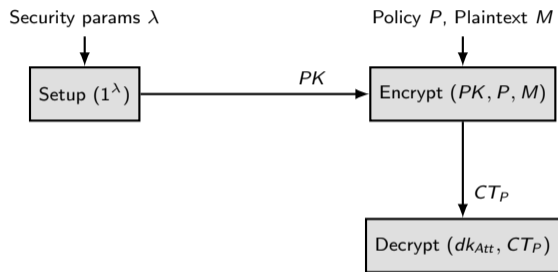 Security params λ
Policy P, Plaintext M
Setup (1^λ)
PK
Encrypt (PK, P, M)
CT_P
Decrypt (dk_Att, CT_P)